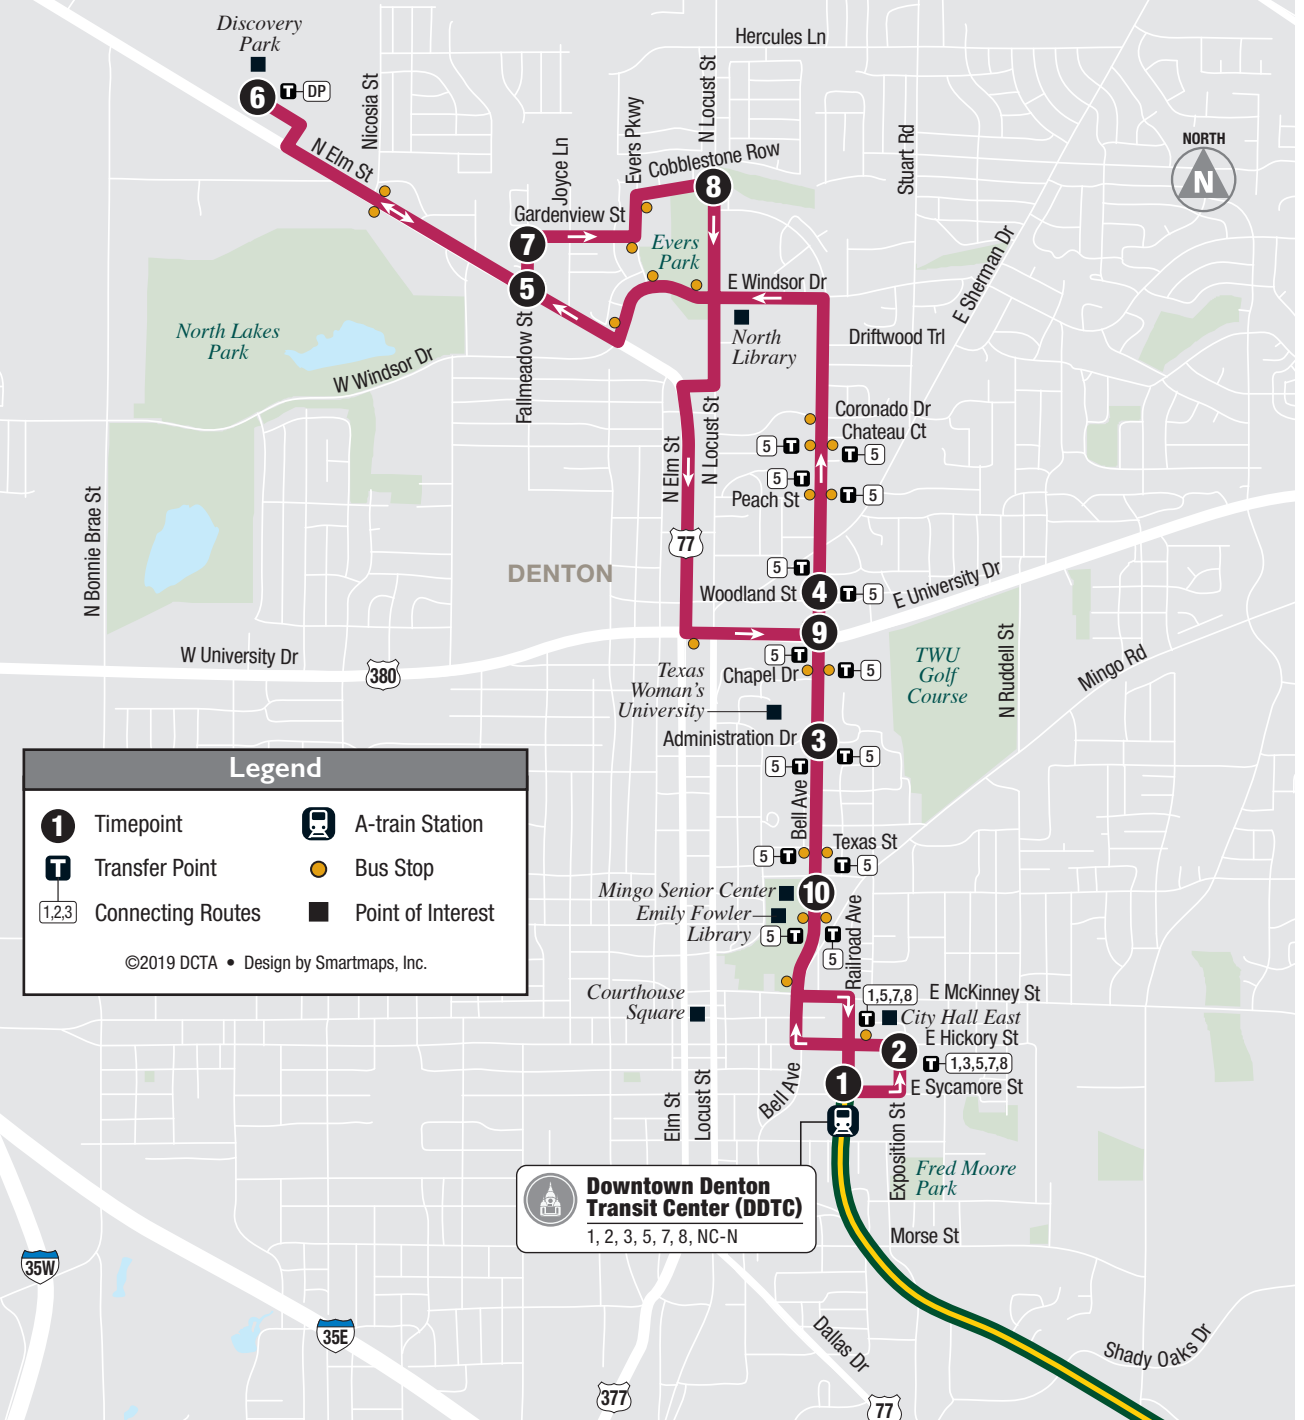 Discovery
Park
6
T
DP
Nicosia St
N Elm St
Hercules Ln
N Locust St
Evers Pkwy
Joyce Ln
Cobblestone Row
8
Stuart Rd
NORTH
N
Gardenview St
7
5
Evers
Park
E Windsor Dr
E Sherman Dr
North
Library
Driftwood Trl
North Lakes
Park
W Windsor Dr
Fallmeadow St
Coronado Dr
Chateau Ct
5 T
T 5
N Elm St
N Locust St
5 T
Peach St
T 5
77
N Bonnie Brae St
DENTON
5 T
Woodland St
4
T 5
E University Dr
9
W University Dr
380
5 T
Chapel Dr
T 5
Texas
Woman's
University
TWU
Golf
Course
N Ruddell St
Mingo Rd
Administration Dr
3
T 5
5 T
Bell Ave
Texas St
5 T
T 5
Mingo Senior Center
10
Emily Fowler
Library
5 T
T
5
Railroad Ave
Legend
1 Timepoint
A-train Station
T Transfer Point
Bus Stop
1,2,3 Connecting Routes
Point of Interest
©2019 DCTA • Design by Smartmaps, Inc.
Courthouse
Square
1,5,7,8
E McKinney St
T
City Hall East
E Hickory St
2
T 1,3,5,7,8
1
E Sycamore St
Bell Ave
Elm St
Locust St
Exposition St
Fred Moore
Park
Downtown Denton
Transit Center (DDTC)
1, 2, 3, 5, 7, 8, NC-N
Morse St
35W
35E
Dallas Dr
Shady Oaks Dr
377
77